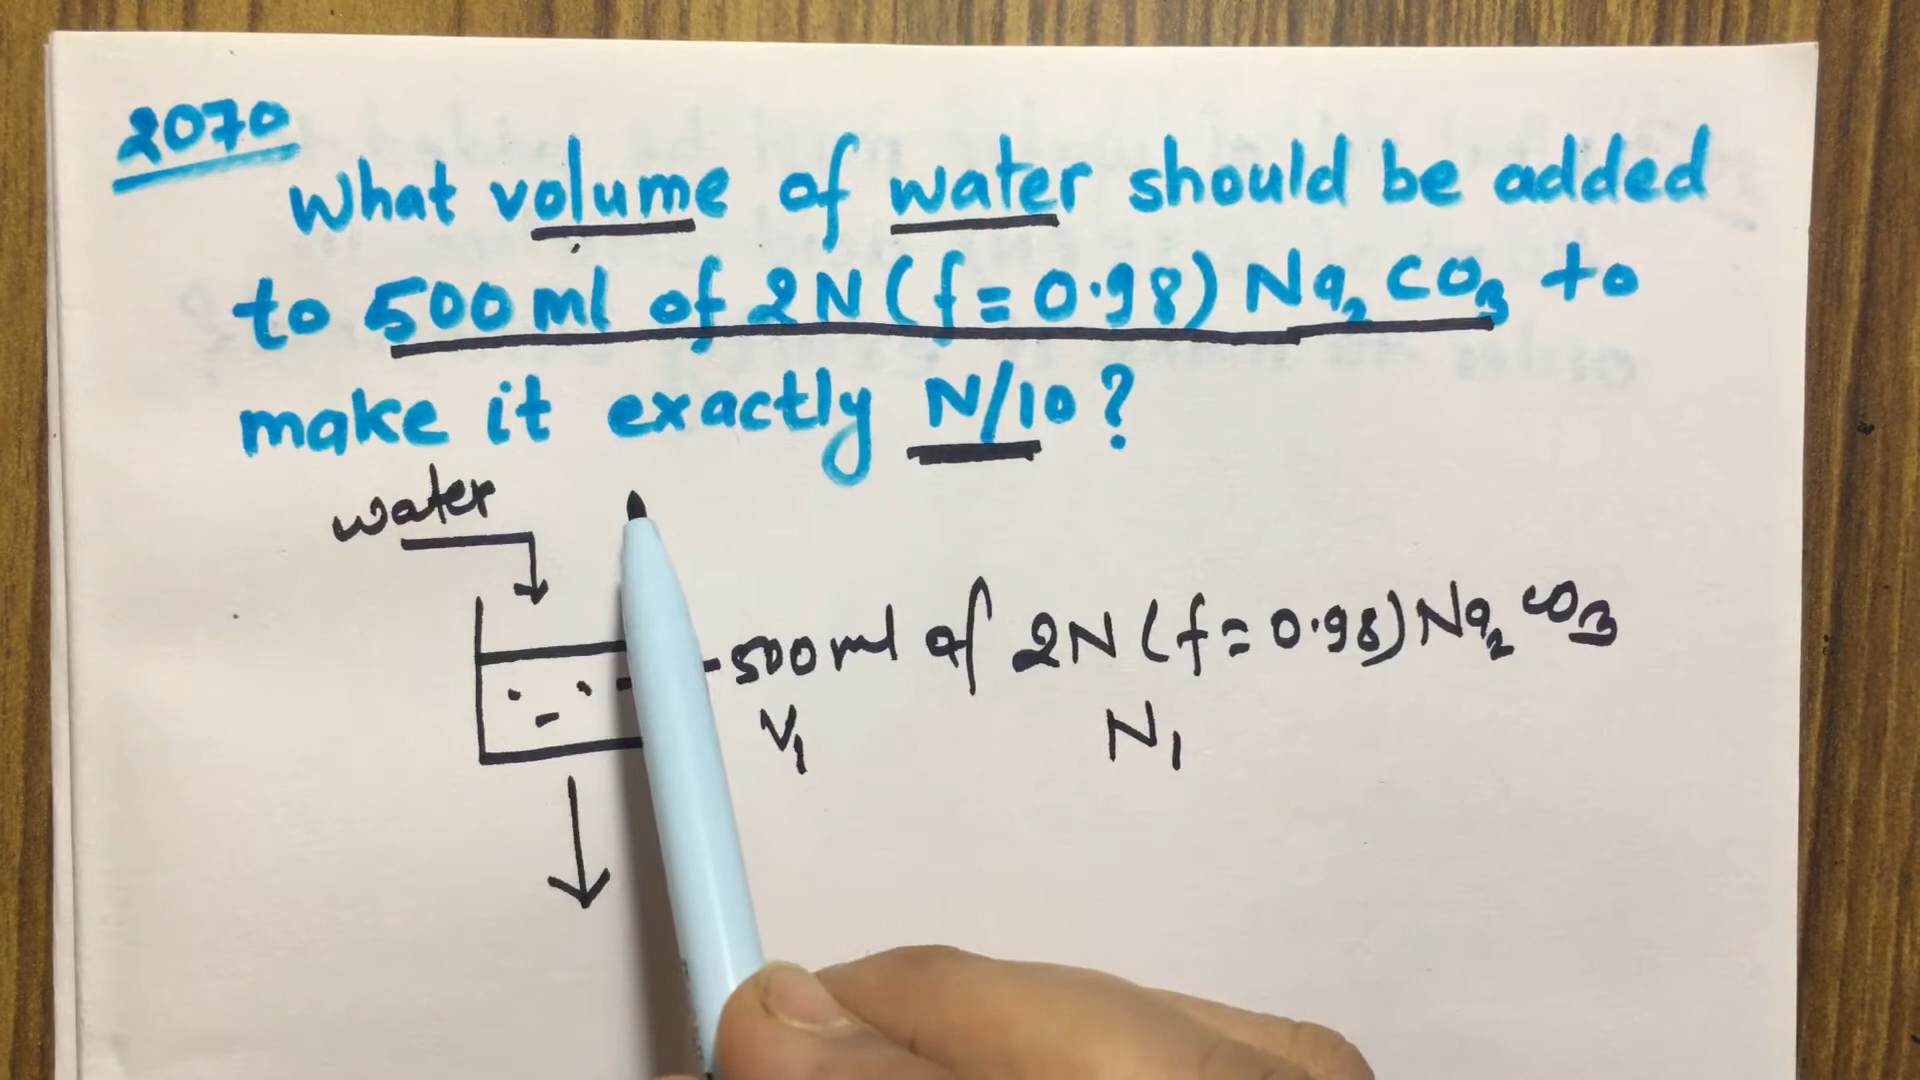 2070
What volume of water should be added
to 500 ml of 2N (f = 0.98) Na₂CO₃ to
make it exactly N/10?
water
500 ml of 2N (f = 0.98) Na₂CO₃
V₁ N₁